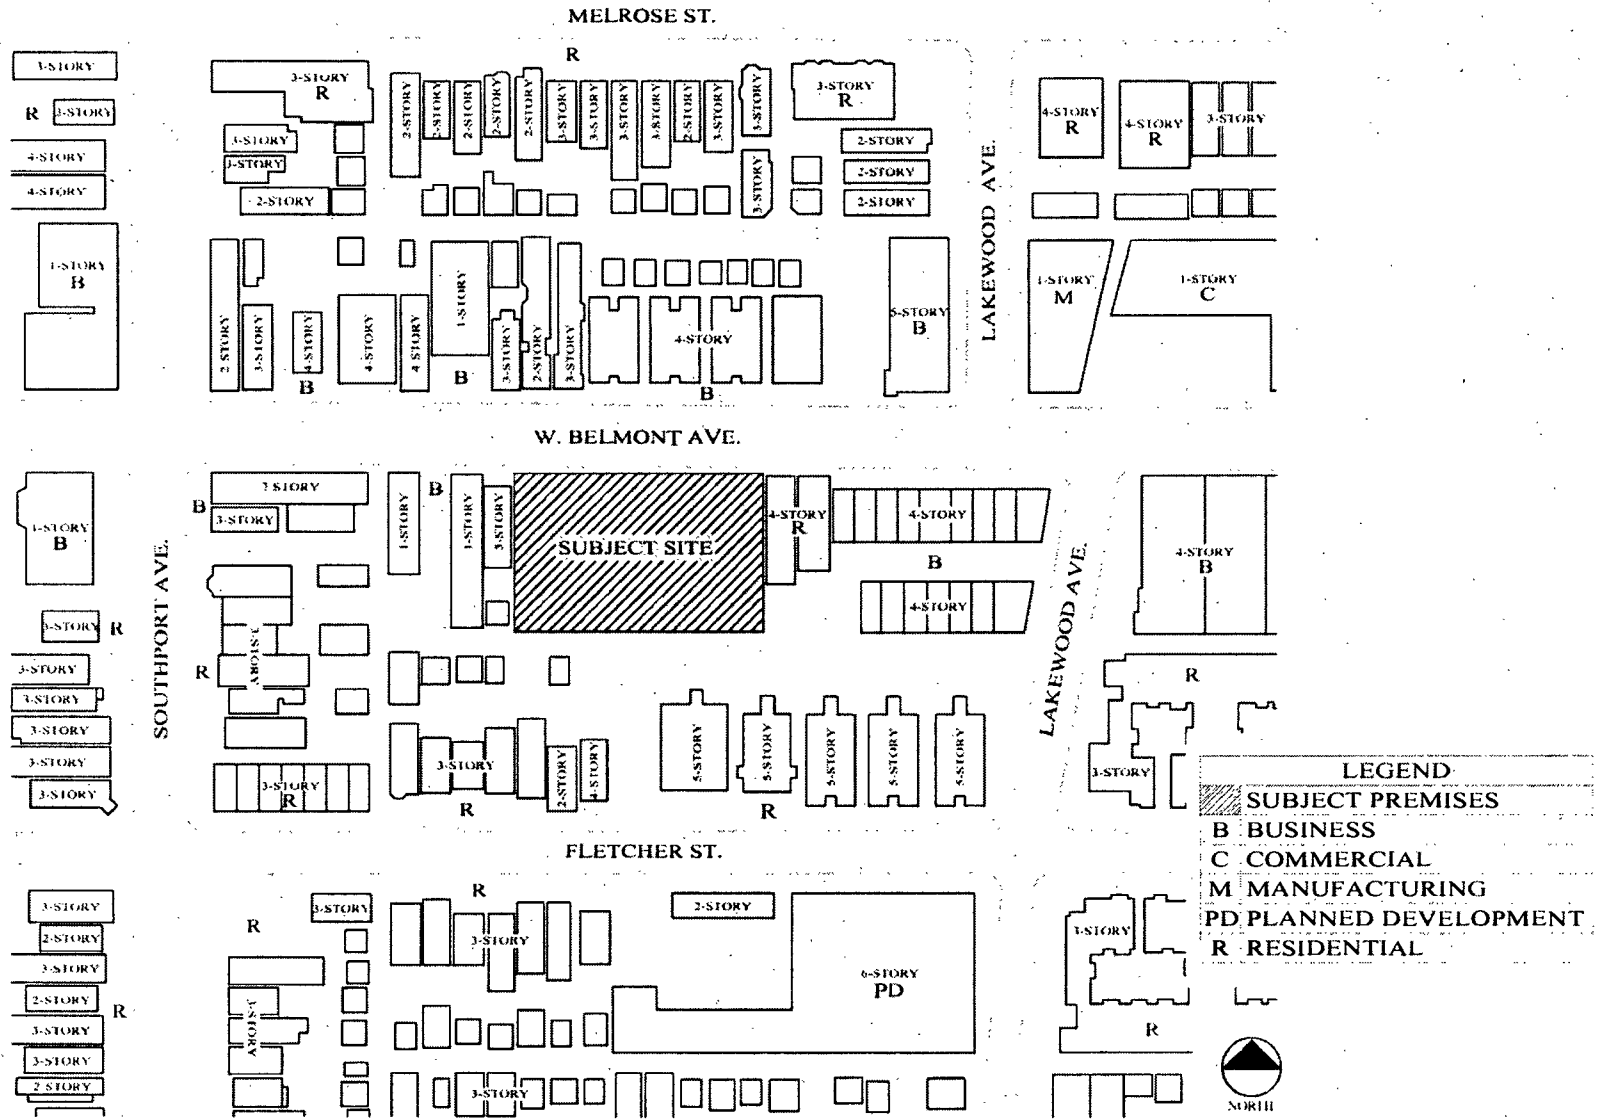 MELROSE ST.
R
3-STORY
3-STORY
R
2-STORY
2-STORY
2-STORY
2-STORY
2-STORY
3-STORY
3-STORY
3-STORY
3-STORY
2-STORY
3-STORY
3-STORY
3-STORY
R
4-STORY
R
4-STORY
R
3-STORY
R
3-STORY
3-STORY
3-STORY
2-STORY
3-STORY
2-STORY
2-STORY
2-STORY
4-STORY
4-STORY
LAKEWOOD AVE.
1-STORY
B
2 STORY
3-STORY
4-STORY
B
4-STORY
4 STORY
1-STORY
B
3-STORY
2-STORY
3-STORY
4-STORY
B
5-STORY
B
1-STORY
M
1-STORY
C
W. BELMONT AVE.
1-STORY
B
SOUTHPORT AVE.
B
STORY
3-STORY
1-STORY
B
1-STORY
3-STORY
SUBJECT SITE
4-STORY
R
4-STORY
B
4-STORY
LAKEWOOD AVE.
4-STORY
B
3-STORY
R
3-STORY
3-STORY
3-STORY
3-STORY
3-STORY
R
STORY
3-STORY
R
3-STORY
R
2-STORY
4-STORY
5-STORY
5-STORY
R
5-STORY
5-STORY
5-STORY
R
3-STORY
LEGEND
SUBJECT PREMISES
B BUSINESS
C COMMERCIAL
M MANUFACTURING
PD PLANNED DEVELOPMENT
R RESIDENTIAL
FLETCHER ST.
3-STORY
2-STORY
3-STORY
2-STORY
R
3-STORY
3-STORY
2 STORY
R
3-STORY
STORY
R
3-STORY
2-STORY
6-STORY
PD
3-STORY
3-STORY
R
NORTH